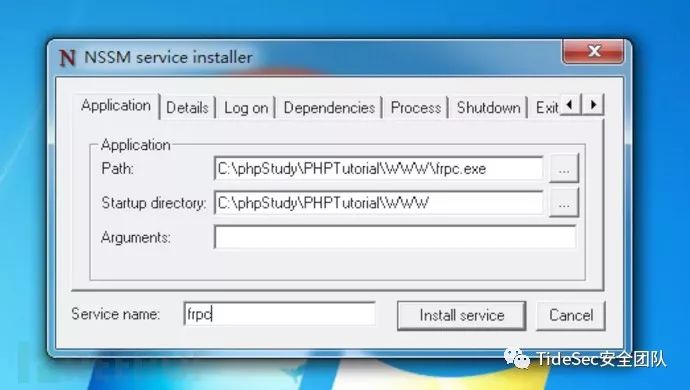 NSSM service installer
Application Details Log on Dependencies Process Shutdown Exit
Application
Path: C:\phpStudy\PHPTutorial\WWW\frpc.exe ...
Startup directory: C:\phpStudy\PHPTutorial\WWW ...
Arguments:
Service name: frpc Install service Cancel
TideSec安全团队